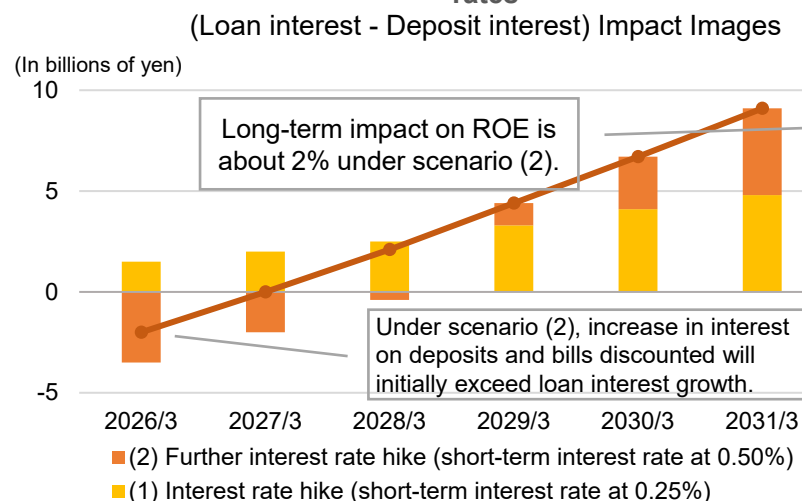 rates
(Loan interest - Deposit interest) Impact Images
(In billions of yen)
10
Long-term impact on ROE is
about 2% under scenario (2).
5
0
Under scenario (2), increase in interest
on deposits and bills discounted will
initially exceed loan interest growth.
-5
2026/3 2027/3 2028/3 2029/3 2030/3 2031/3
(2) Further interest rate hike (short-term interest rate at 0.50%)
(1) Interest rate hike (short-term interest rate at 0.25%)